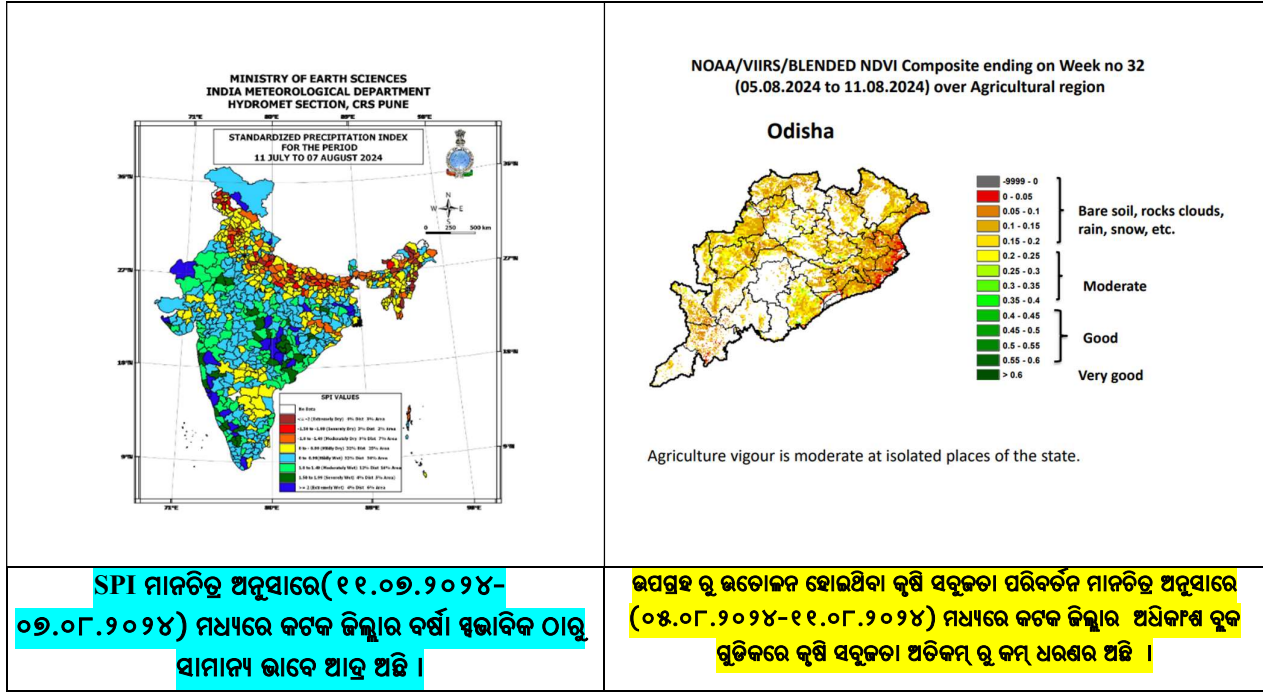 MINISTRY OF EARTH SCIENCES
INDIA METEOROLOGICAL DEPARTMENT
HYDROMET SECTION, CRS PUNE
STANDARDIZED PRECIPITATION INDEX
FOR THE PERIOD
11 JULY TO 07 AUGUST 2024
N
W E
S
0 250 500 km
SPI VALUES
No Data
NOAA/VIIRS/BLENDED NDVI Composite ending on Week no 32
(05.08.2024 to 11.08.2024) over Agricultural region
Odisha
-9999 - 0
0 - 0.05
0.05 - 0.1
0.1 - 0.15
0.15 - 0.2
0.2 - 0.25
0.25 - 0.3
0.3 - 0.35
0.35 - 0.4
0.4 - 0.45
0.45 - 0.5
0.5 - 0.55
0.55 - 0.6
> 0.6
Bare soil, rocks clouds,
rain, snow, etc.
Moderate
Good
Very good
Agriculture vigour is moderate at isolated places of the state.
SPI ମାନଚିତ୍ର ଅନୁସାରେ(୧୧.୦୭.୨୦୨୪-
୦୭.୦୮.୨୦୨୪) ମଧ୍ୟରେ କଟକ ଜିଲ୍ଲାର ବର୍ଷା ସ୍ଵଭାବିକ ଠାରୁ
ସାମାନ୍ୟ ଭାବେ ଆଦ୍ର ଅଛି ।
ଉପଗ୍ରହ ରୁ ଉତୋଳନ ହୋଇଥିବା କୃଷି ସବୁଜତା ପରିବର୍ତନ ମାନଚିତ୍ର ଅନୁସାରେ
(୦୫.୦୮.୨୦୨୪-୧୧.୦୮.୨୦୨୪) ମଧ୍ୟରେ କଟକ ଜିଲ୍ଲାର ଅଧିକାଂଶ ବ୍ଲକ
ଗୁଡିକରେ କୃଷି ସବୁଜତା ଅତିକମ୍ ରୁ କମ୍ ଧରଣର ଅଛି ।